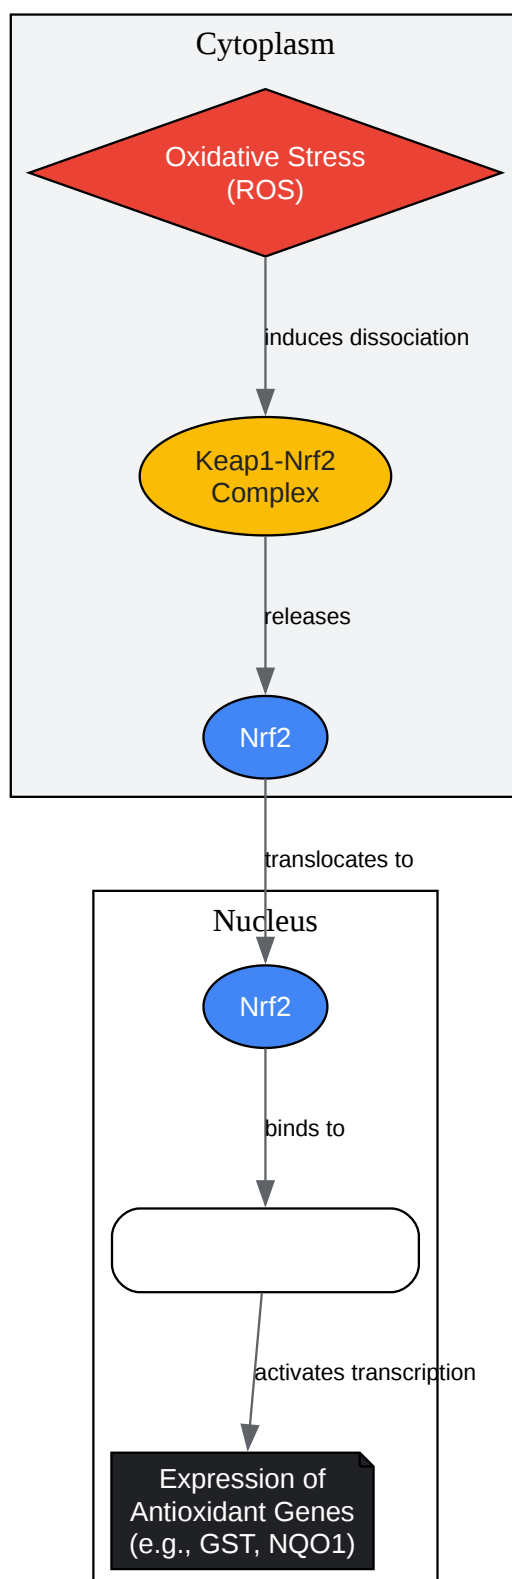 Cytoplasm
Oxidative Stress
(ROS)
induces dissociation
Keap1-Nrf2
Complex
releases
Nrf2
translocates to
Nucleus
Nrf2
binds to
activates transcription
Expression of
Antioxidant Genes
(e.g., GST, NQO1)